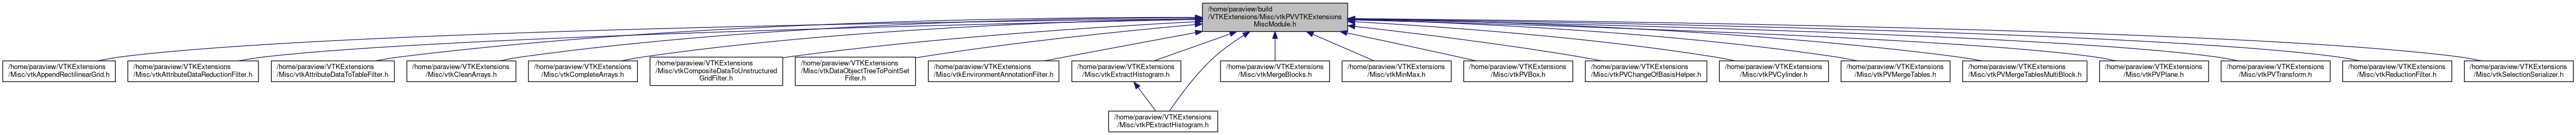 /home/paraview/build
/VTKExtensions/Misc/vtkPVVTKExtensions
MiscModule.h
/home/paraview/VTKExtensions
/Misc/vtkAppendRectilinearGrid.h
/home/paraview/VTKExtensions
/Misc/vtkAttributeDataReductionFilter.h
/home/paraview/VTKExtensions
/Misc/vtkAttributeDataToTableFilter.h
/home/paraview/VTKExtensions
/Misc/vtkCleanArrays.h
/home/paraview/VTKExtensions
/Misc/vtkCompleteArrays.h
/home/paraview/VTKExtensions
/Misc/vtkCompositeDataToUnstructured
GridFilter.h
/home/paraview/VTKExtensions
/Misc/vtkDataObjectTreeToPointSet
Filter.h
/home/paraview/VTKExtensions
/Misc/vtkEnvironmentAnnotationFilter.h
/home/paraview/VTKExtensions
/Misc/vtkExtractHistogram.h
/home/paraview/VTKExtensions
/Misc/vtkMergeBlocks.h
/home/paraview/VTKExtensions
/Misc/vtkMinMax.h
/home/paraview/VTKExtensions
/Misc/vtkPVBox.h
/home/paraview/VTKExtensions
/Misc/vtkPVChangeOfBasisHelper.h
/home/paraview/VTKExtensions
/Misc/vtkPVCylinder.h
/home/paraview/VTKExtensions
/Misc/vtkPVMergeTables.h
/home/paraview/VTKExtensions
/Misc/vtkPVMergeTablesMultiBlock.h
/home/paraview/VTKExtensions
/Misc/vtkPVPlane.h
/home/paraview/VTKExtensions
/Misc/vtkPVTransform.h
/home/paraview/VTKExtensions
/Misc/vtkReductionFilter.h
/home/paraview/VTKExtensions
/Misc/vtkSelectionSerializer.h
/home/paraview/VTKExtensions
/Misc/vtkPExtractHistogram.h